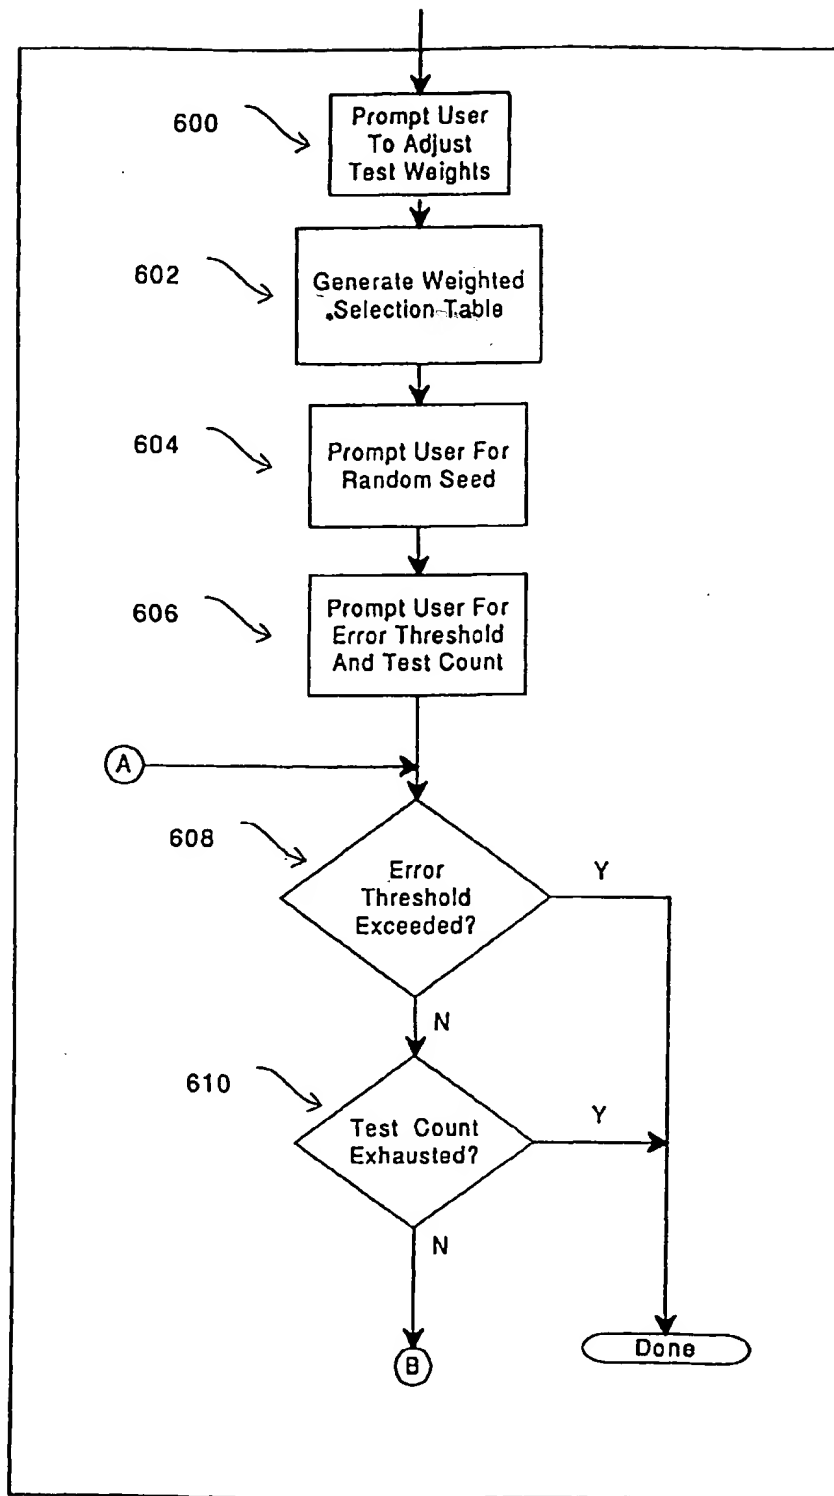 600
Prompt User
To Adjust
Test Weights
602
Generate Weighted
Selection Table
604
Prompt User For
Random Seed
606
Prompt User For
Error Threshold
And Test Count
A
608
Error
Threshold
Exceeded?
Y
N
610
Test Count
Exhausted?
Y
N
B
Done